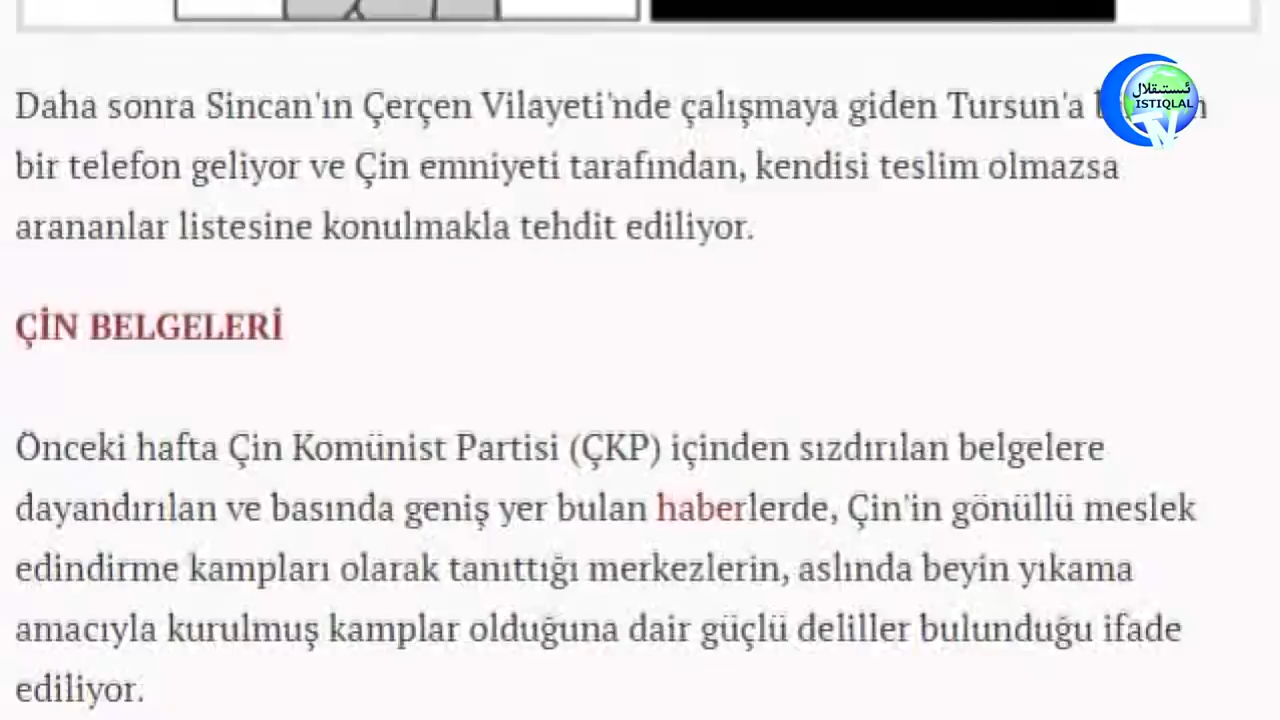 Daha sonra Sincan'ın Çerçen Vilayeti'nde çalışmaya giden Tursun'a
bir telefon geliyor ve Çin emniyeti tarafından, kendisi teslim olmazsa
arananlar listesine konulmakla tehdit ediliyor.
ÇİN BELGELERİ
Önceki hafta Çin Komünist Partisi (ÇKP) içinden sızdırılan belgelere
dayandırılan ve basında geniş yer bulan haberlerde, Çin'in gönüllü meslek
edindirme kampları olarak tanıttığı merkezlerin, aslında beyin yıkama
amacıyla kurulmuş kamplar olduğuna dair güçlü deliller bulunduğu ifade
ediliyor.
ئىستىقلال
ISTIQLAL
TV